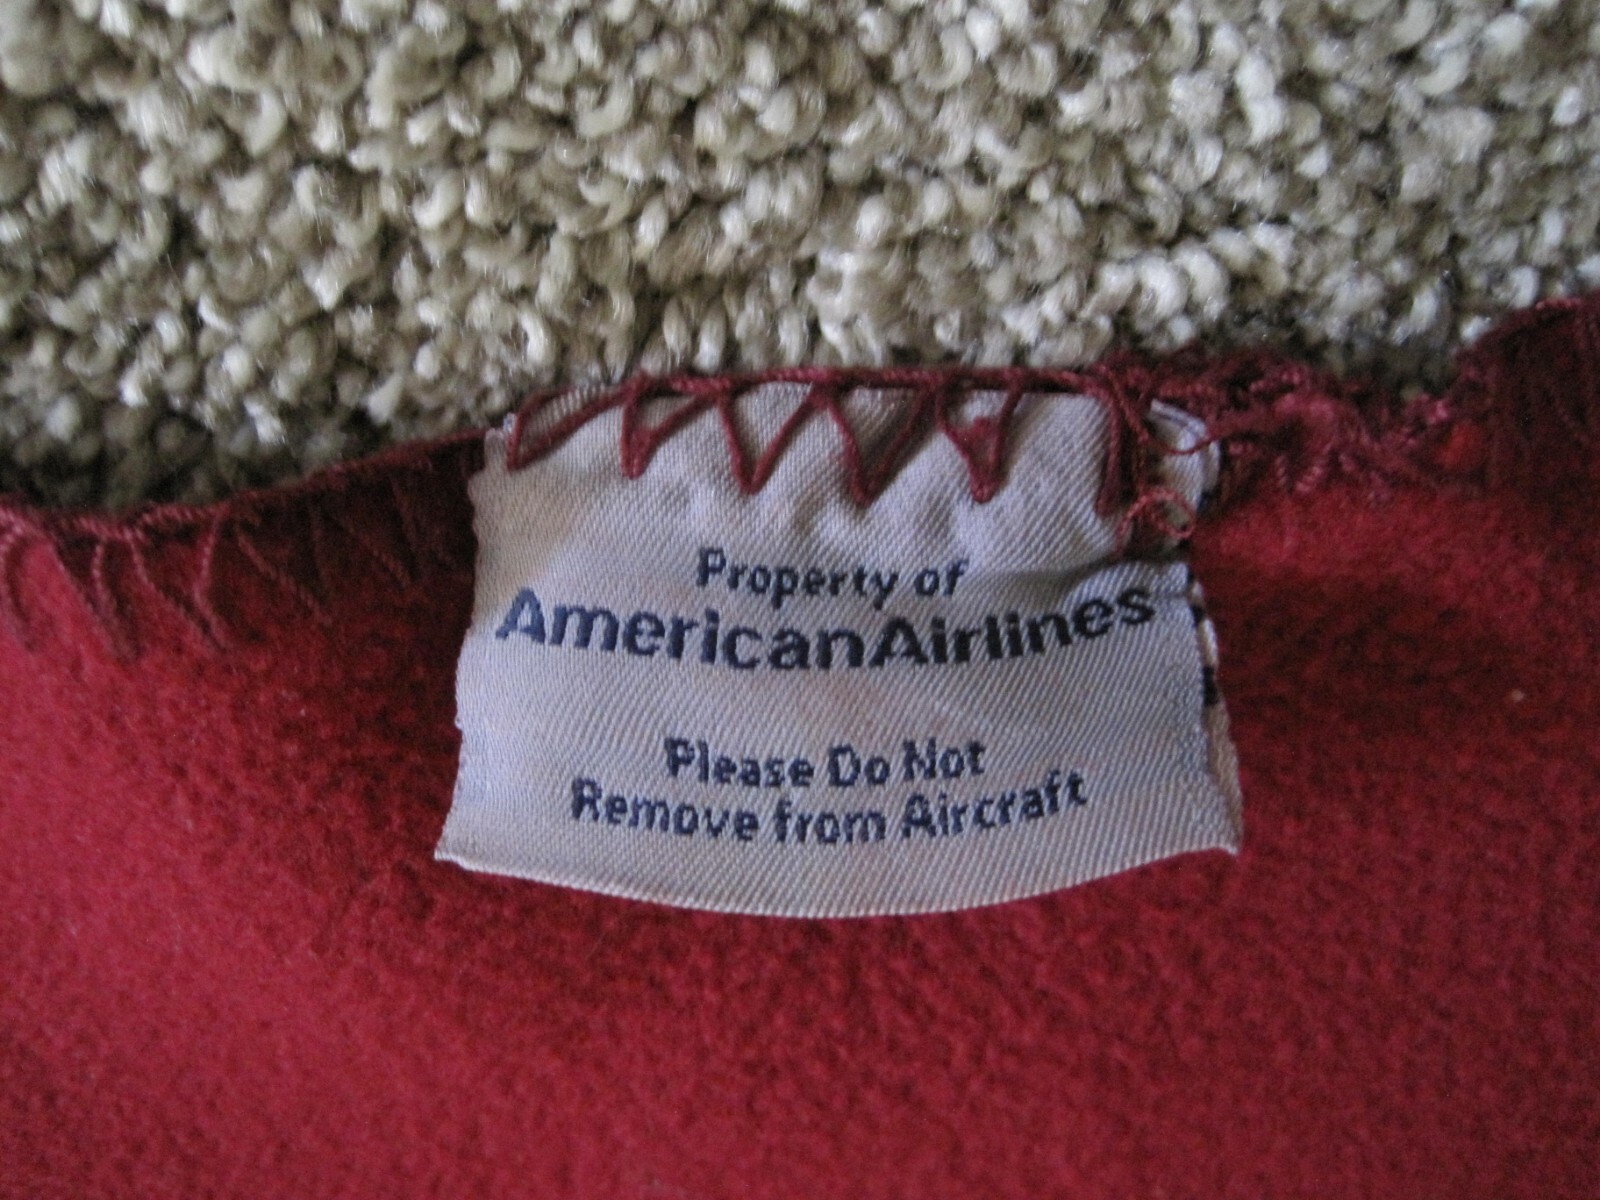 Property of
AmericanAirlines
Please Do Not
Remove from Aircraft